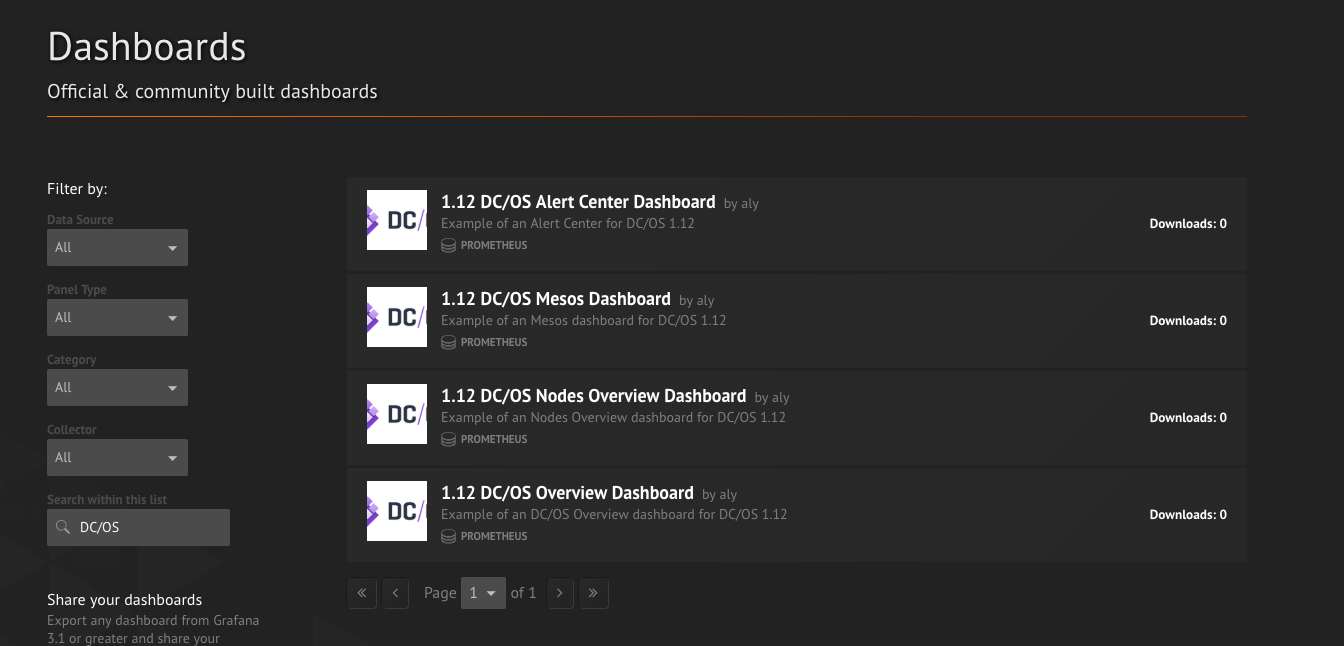 Dashboards
Official & community built dashboards
Filter by:
Data Source
All
Panel Type
All
Category
All
Collector
All
Search within this list
DC/OS
Share your dashboards
Export any dashboard from Grafana
3.1 or greater and share your
DC/
1.12 DC/OS Alert Center Dashboard by aly
Example of an Alert Center for DC/OS 1.12
PROMETHEUS
Downloads: 0
DC/
1.12 DC/OS Mesos Dashboard by aly
Example of an Mesos dashboard for DC/OS 1.12
PROMETHEUS
Downloads: 0
DC/
1.12 DC/OS Nodes Overview Dashboard by aly
Example of an Nodes Overview dashboard for DC/OS 1.12
PROMETHEUS
Downloads: 0
DC/
1.12 DC/OS Overview Dashboard by aly
Example of an DC/OS Overview dashboard for DC/OS 1.12
PROMETHEUS
Downloads: 0
« ‹ Page 1 of 1 › »